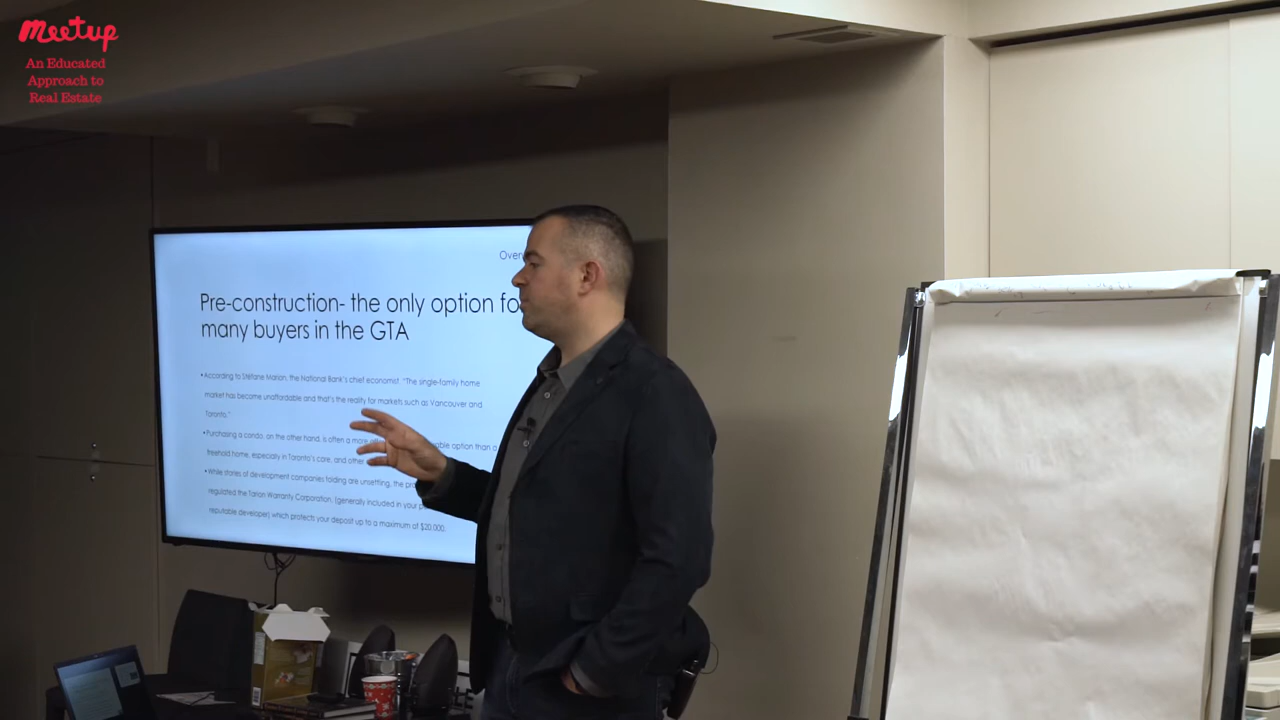 Meetup
An Educated
Approach to
Real Estate
Over
Pre-construction- the only option fo
many buyers in the GTA
•According to Stéfane Marion, the National Bank's chief economist, "The single-family home
market has become unaffordable and that's the reality for markets such as Vancouver and
Toronto."
•Purchasing a condo, on the other hand, is often a more able option than a
freehold home, especially in Toronto's core, and other
•While stories of development companies folding are unsettling, the pro
regulated the Tarion Warranty Corporation, (generally included in your p
reputable developer) which protects your deposit up to a maximum of $20,000.